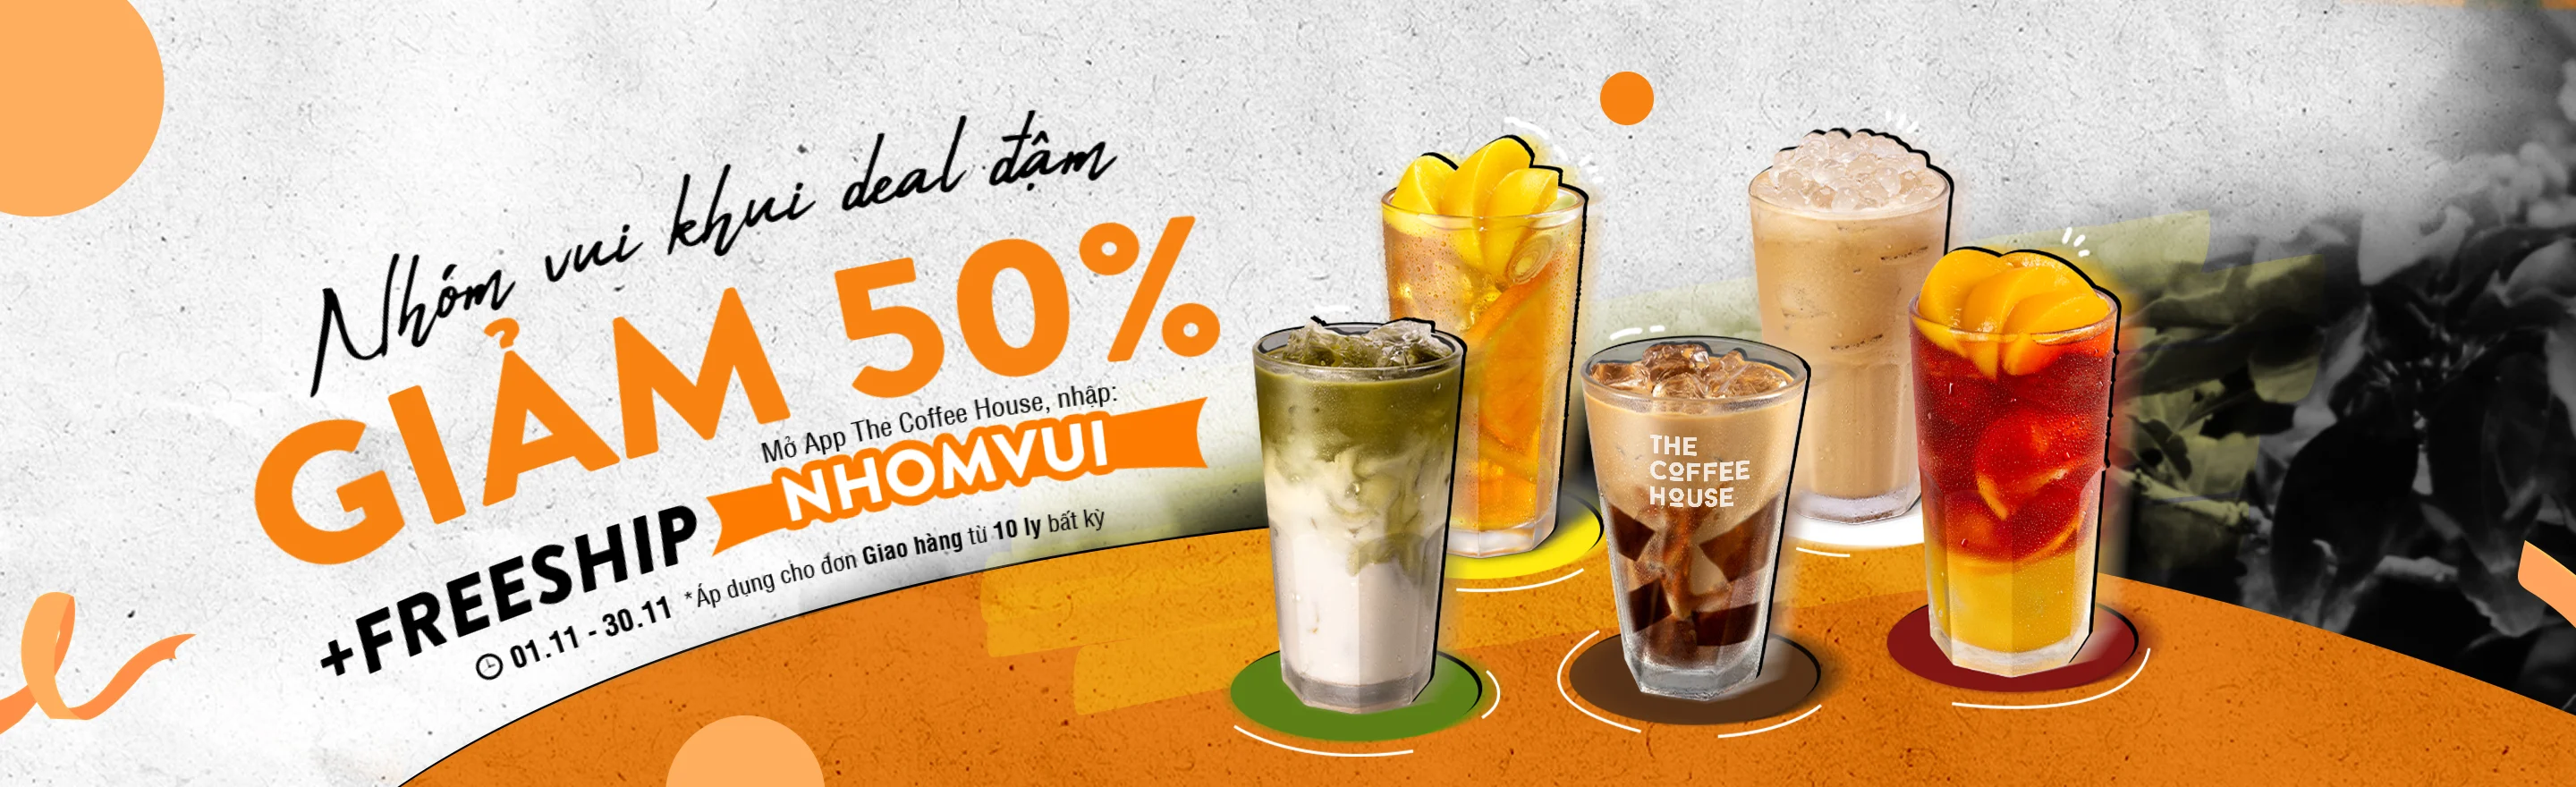 Nhóm vui khui deal đậm
GIẢM 50%
Mở App The Coffee House, nhập:
NHOMVUI
+FREESHIP
01.11 - 30.11 *Áp dụng cho đơn Giao hàng từ 10 ly bất kỳ
THE
COFFEE
HOUSE